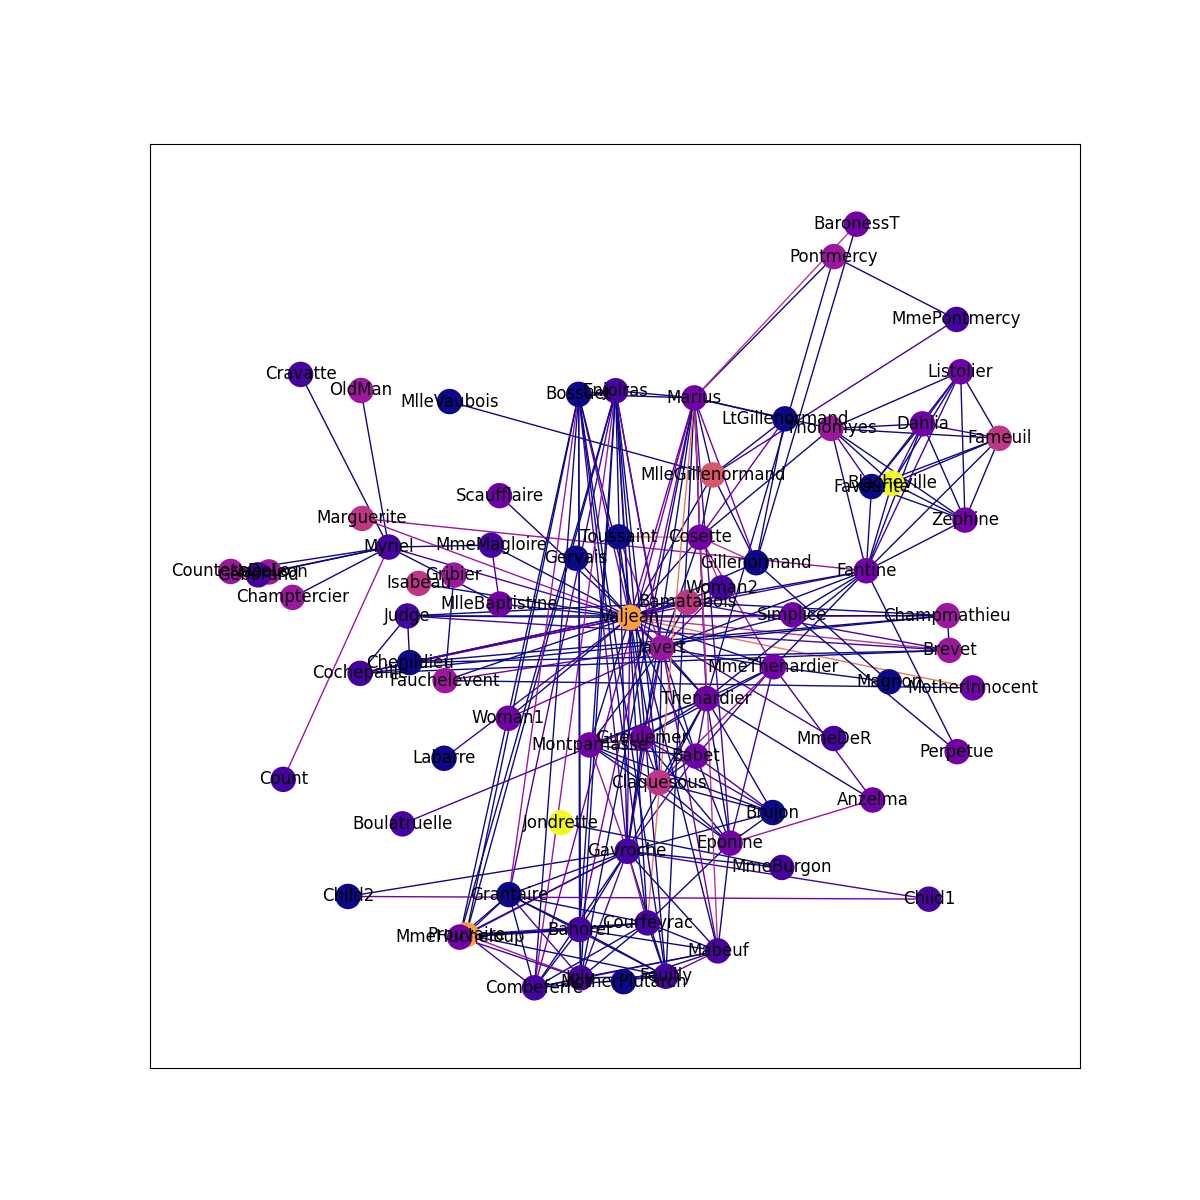 BaronessT
Pontmercy
MmePontmercy
Cravatte
OldMan
MlleVaubois
Bossuet
Enjolras
Marius
Listolier
LtGillenormand
Tholomyes
Dahlia
Fameuil
MlleGillenormand
Favourite
Blacheville
Scaufflaire
Marguerite
Zephine
Myriel
MmeMagloire
Toussaint
Cosette
Gervais
Gillenormand
Fantine
Champtercier
Isabeau
Gribier
Woman2
MlleBaptistine
Bamatabois
Judge
Valjean
Simplice
Champmathieu
Javert
Brevet
Cochepaille
Chenildieu
Fauchelevent
MmeThenardier
Magnon
MotherInnocent
Thenardier
Woman1
Montparnasse
Gueulemer
MmeDeR
Labarre
Babet
Perpetue
Count
Claquesous
Anzelma
Boulatruelle
Jondrette
Brujon
Eponine
Gavroche
MmeBurgon
Child2
Grantaire
Child1
MmeHucheloup
Prouvaire
Bahorel
Courfeyrac
Mabeuf
Combeferre
Joly
MotherPlutarch
Feuilly